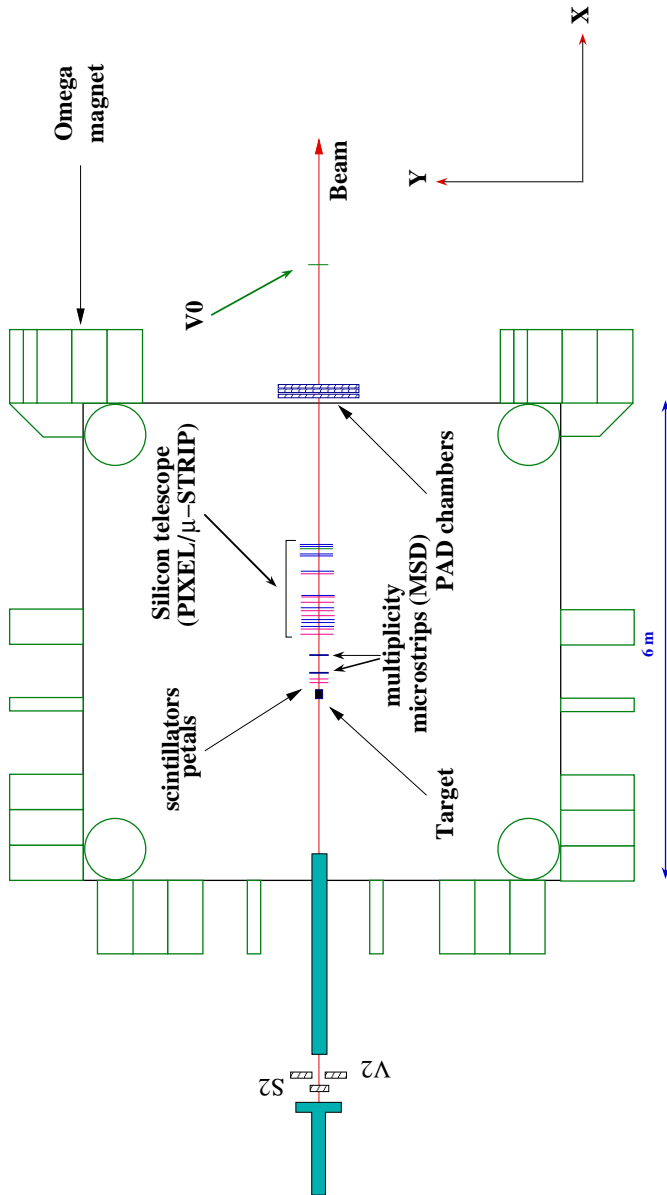 Omega
magnet
X
Y
Beam
V0
Silicon telescope
(PIXEL/μ−STRIP)
PAD chambers
multiplicity
microstrips (MSD)
scintillators
petals
Target
6 m
S2
V2